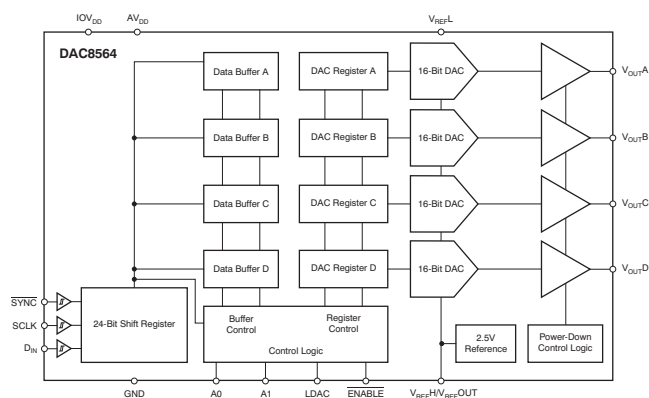 IOVDD AVDD VREFL
DAC8564
Data Buffer A DAC Register A 16-Bit DAC VOUTA
Data Buffer B DAC Register B 16-Bit DAC VOUTB
Data Buffer C DAC Register C 16-Bit DAC VOUTC
Data Buffer D DAC Register D 16-Bit DAC VOUTD
SYNC
SCLK
DIN
24-Bit Shift Register
Buffer Control
Register Control
Control Logic
2.5V Reference
Power-Down Control Logic
GND A0 A1 LDAC ENABLE VREFH/VREFOUT